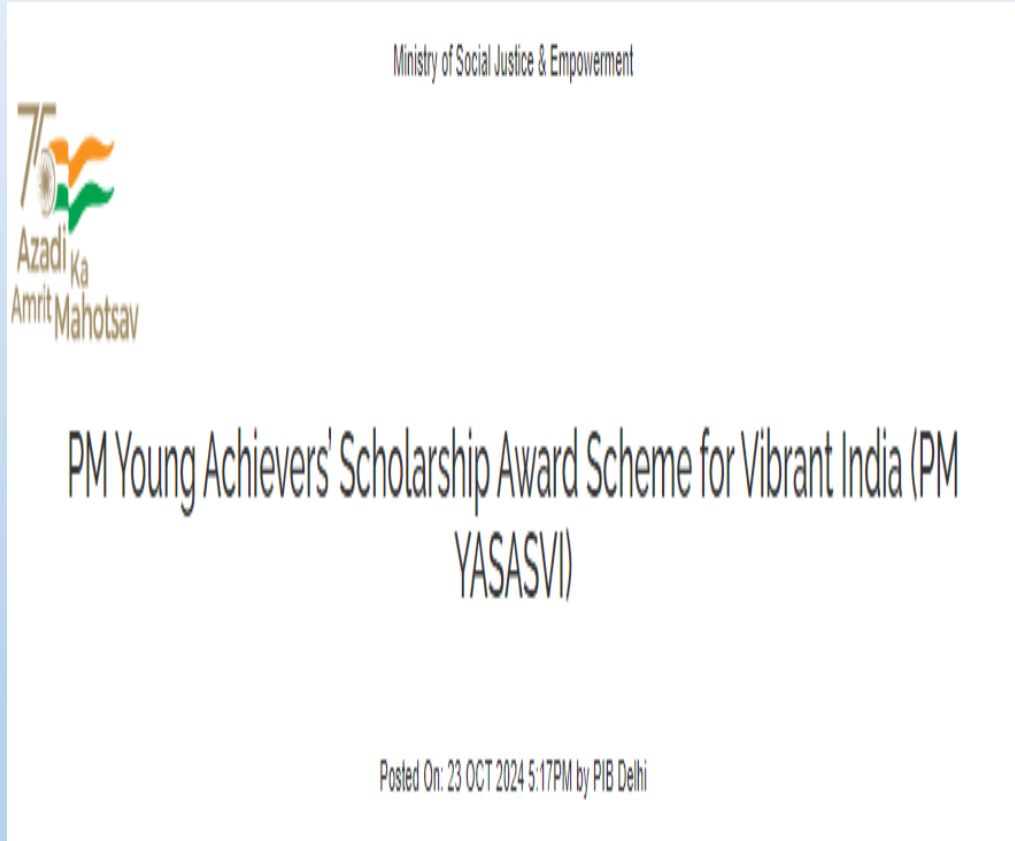 Ministry of Social Justice & Empowerment
75
Azadi Ka
Amrit Mahotsav
PM Young Achievers' Scholarship Award Scheme for Vibrant India (PM
YASASVI)
Posted On: 23 OCT 2024 5:17PM by PIB Delhi